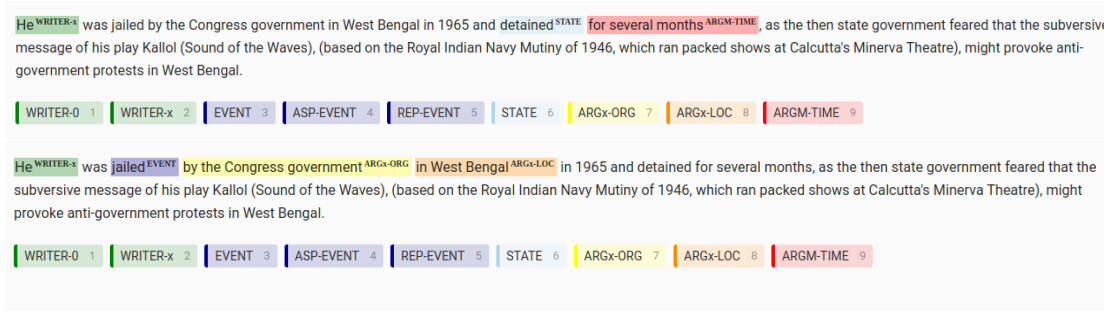 He WRITER-x was jailed by the Congress government in West Bengal in 1965 and detained STATE for several months ARGM-TIME, as the then state government feared that the subversive
message of his play Kallol (Sound of the Waves), (based on the Royal Indian Navy Mutiny of 1946, which ran packed shows at Calcutta's Minerva Theatre), might provoke anti-
government protests in West Bengal.
WRITER-0 1 WRITER-x 2 EVENT 3 ASP-EVENT 4 REP-EVENT 5 STATE 6 ARGx-ORG 7 ARGx-LOC 8 ARGM-TIME 9
He WRITER-x was jailed EVENT by the Congress government ARGx-ORG in West Bengal ARGx-LOC in 1965 and detained for several months, as the then state government feared that the
subversive message of his play Kallol (Sound of the Waves), (based on the Royal Indian Navy Mutiny of 1946, which ran packed shows at Calcutta's Minerva Theatre), might
provoke anti-government protests in West Bengal.
WRITER-0 1 WRITER-x 2 EVENT 3 ASP-EVENT 4 REP-EVENT 5 STATE 6 ARGx-ORG 7 ARGx-LOC 8 ARGM-TIME 9